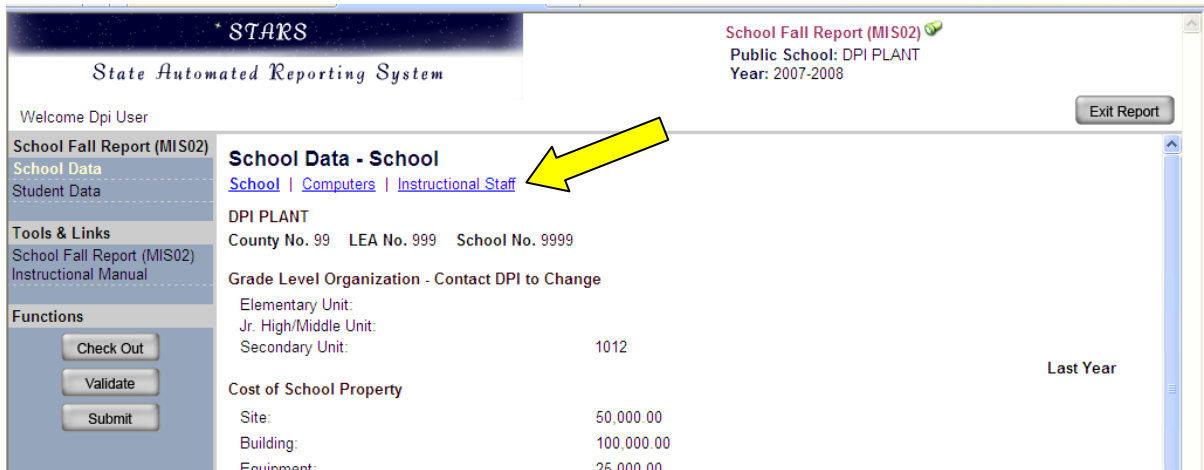 * STARS
State Automated Reporting System
School Fall Report (MIS02)
Public School: DPI PLANT
Year: 2007-2008
Welcome Dpi User
Exit Report
School Fall Report (MIS02)
School Data
Student Data
Tools & Links
School Fall Report (MIS02)
Instructional Manual
Functions
Check Out
Validate
Submit
School Data - School
School | Computers | Instructional Staff
DPI PLANT
County No. 99 LEA No. 999 School No. 9999
Grade Level Organization - Contact DPI to Change
Elementary Unit:
Jr. High/Middle Unit:
Secondary Unit: 1012
Last Year
Cost of School Property
Site: 50,000.00
Building: 100,000.00
Equipment: 25,000.00